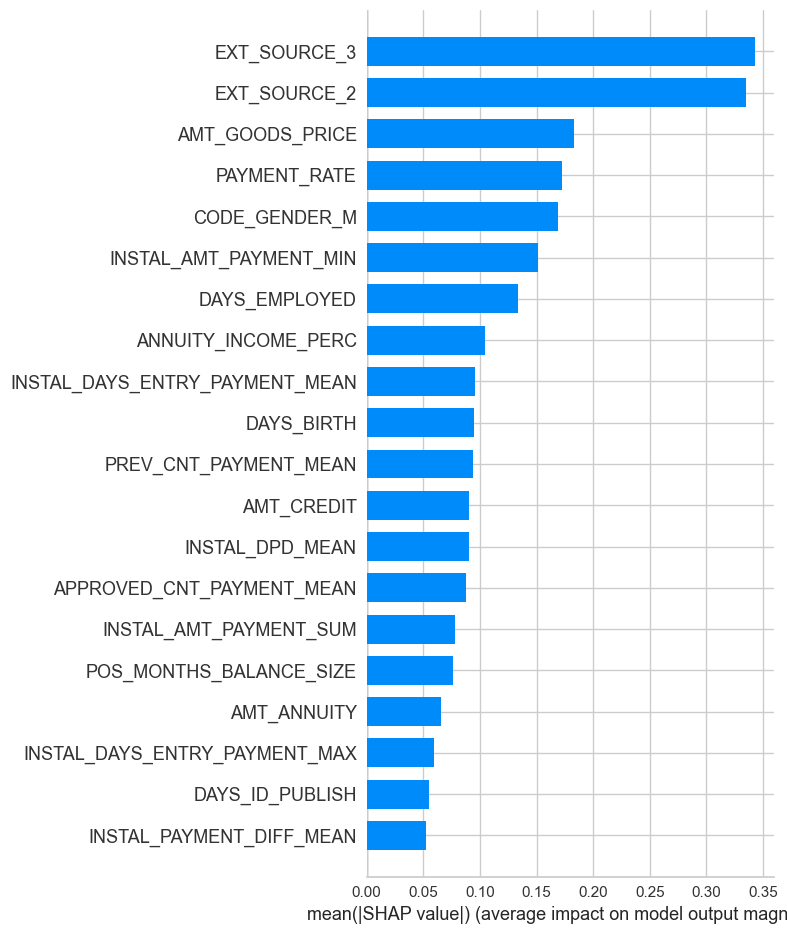 EXT_SOURCE_3
EXT_SOURCE_2
AMT_GOODS_PRICE
PAYMENT_RATE
CODE_GENDER_M
INSTAL_AMT_PAYMENT_MIN
DAYS_EMPLOYED
ANNUITY_INCOME_PERC
INSTAL_DAYS_ENTRY_PAYMENT_MEAN
DAYS_BIRTH
PREV_CNT_PAYMENT_MEAN
AMT_CREDIT
INSTAL_DPD_MEAN
APPROVED_CNT_PAYMENT_MEAN
INSTAL_AMT_PAYMENT_SUM
POS_MONTHS_BALANCE_SIZE
AMT_ANNUITY
INSTAL_DAYS_ENTRY_PAYMENT_MAX
DAYS_ID_PUBLISH
INSTAL_PAYMENT_DIFF_MEAN
0.00 0.05 0.10 0.15 0.20 0.25 0.30 0.35
mean(|SHAP value|) (average impact on model output magn